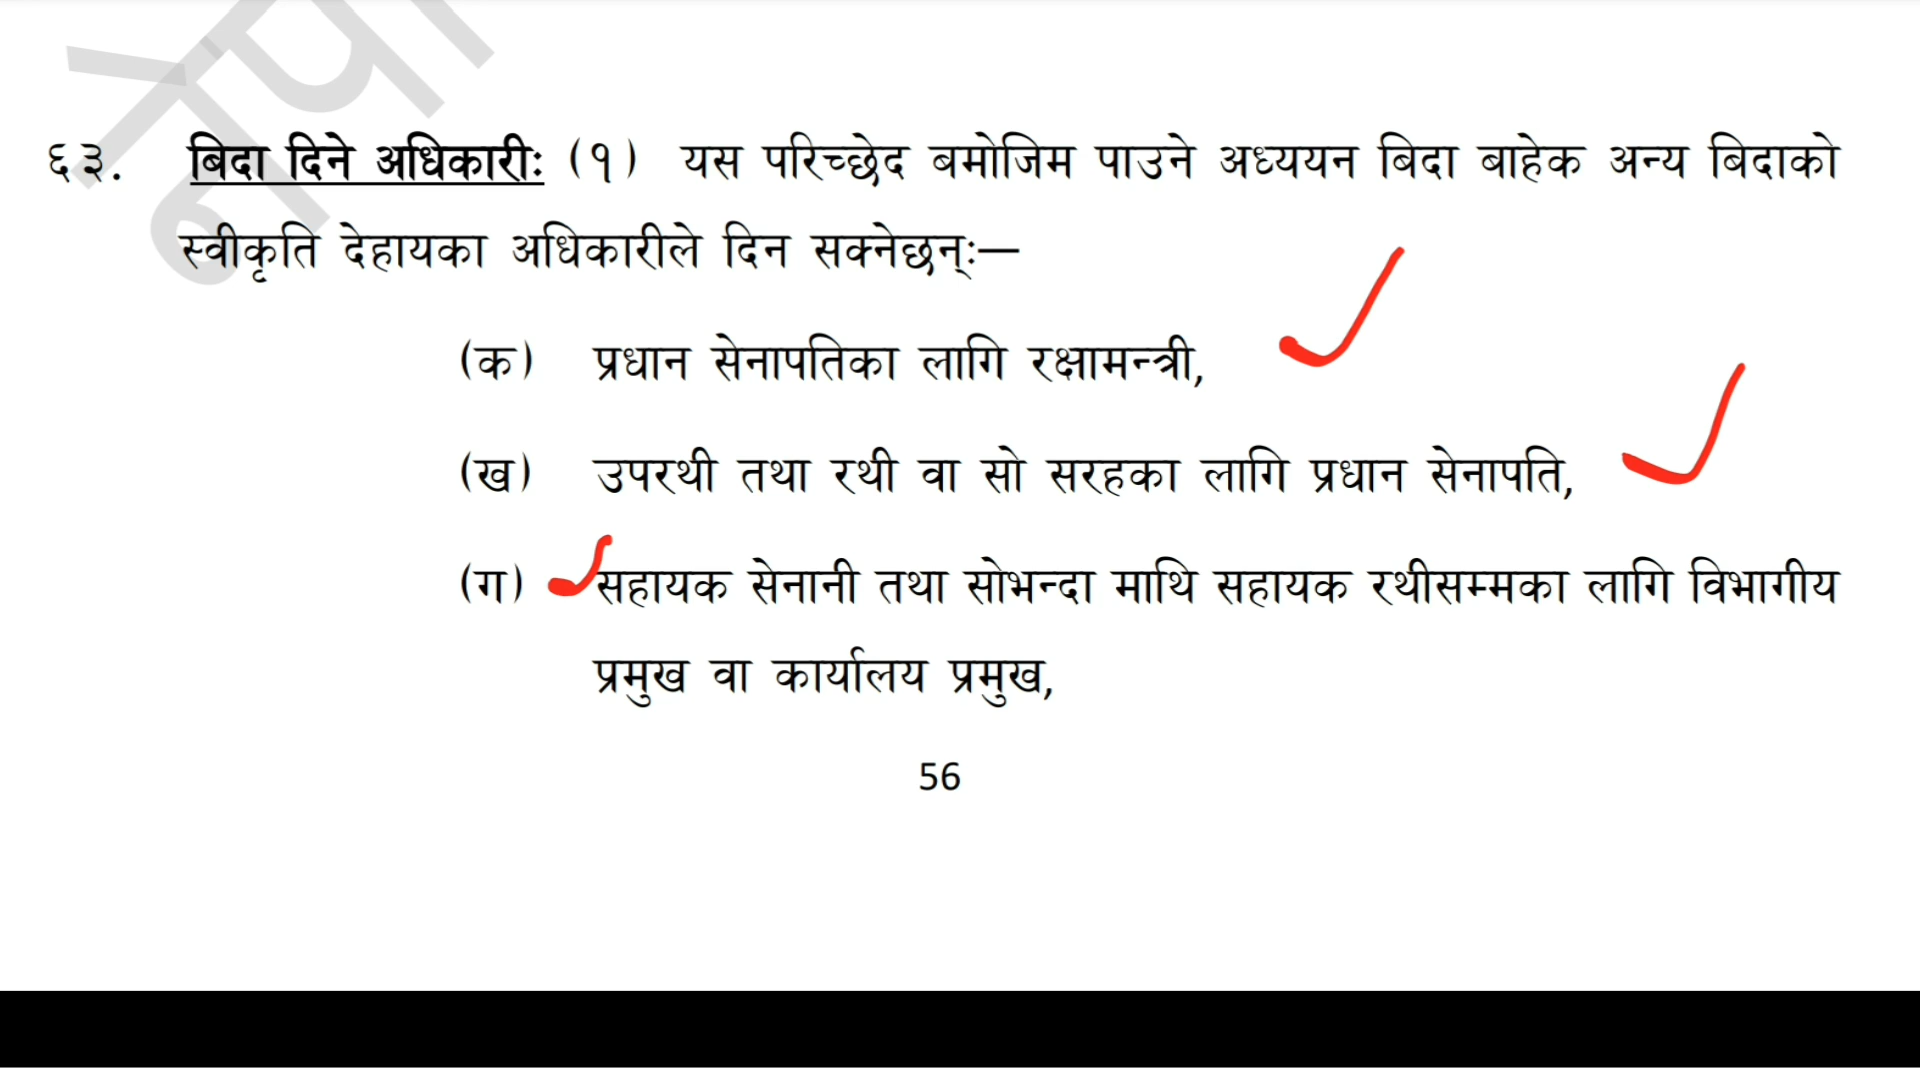 नेपा
६३. बिदा दिने अधिकारीः (१) यस परिच्छेद बमोजिम पाउने अध्ययन बिदा बाहेक अन्य बिदाको
स्वीकृति देहायका अधिकारीले दिन सक्नेछन्ः—
(क) प्रधान सेनापतिका लागि रक्षामन्त्री,
(ख) उपरथी तथा रथी वा सो सरहका लागि प्रधान सेनापति,
(ग) सहायक सेनानी तथा सोभन्दा माथि सहायक रथीसम्मका लागि विभागीय
प्रमुख वा कार्यालय प्रमुख,
56